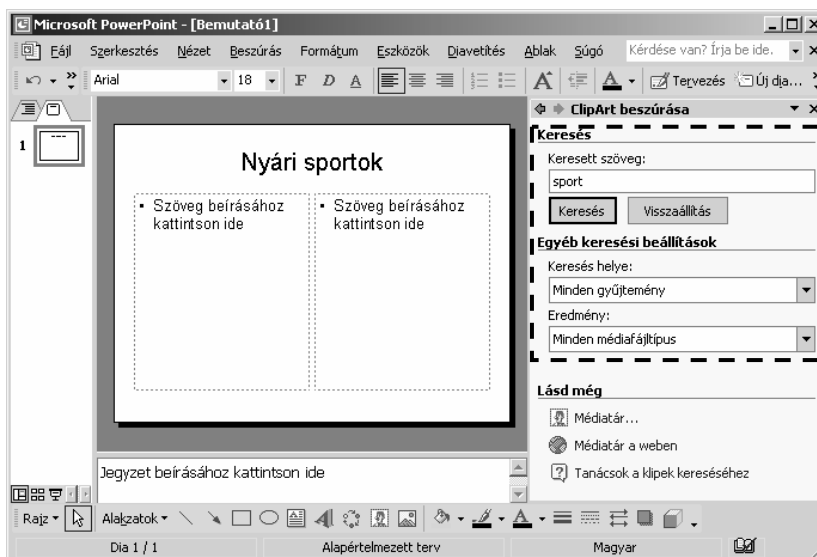 Microsoft PowerPoint - [Bemutató1]
Fájl Szerkesztés Nézet Beszúrás Formátum Eszközök Diavetítés Ablak Súgó Kérdése van? Írja be ide.
Arial 18 F D A A A Tervezés Új dia...
ClipArt beszúrása
Keresés
Keresett szöveg:
sport
Keresés Visszaállítás
Egyéb keresési beállítások
Keresés helye:
Minden gyűjtemény
Eredmény:
Minden médiafájltípus
Lásd még
Médiatár...
Médiatár a weben
Tanácsok a klipek kereséséhez
1
Nyári sportok
▪ Szöveg beírásához
kattintson ide
▪ Szöveg beírásához
kattintson ide
Jegyzet beírásához kattintson ide
Rajz Alakzatok
Dia 1 / 1 Alapértelmezett terv Magyar